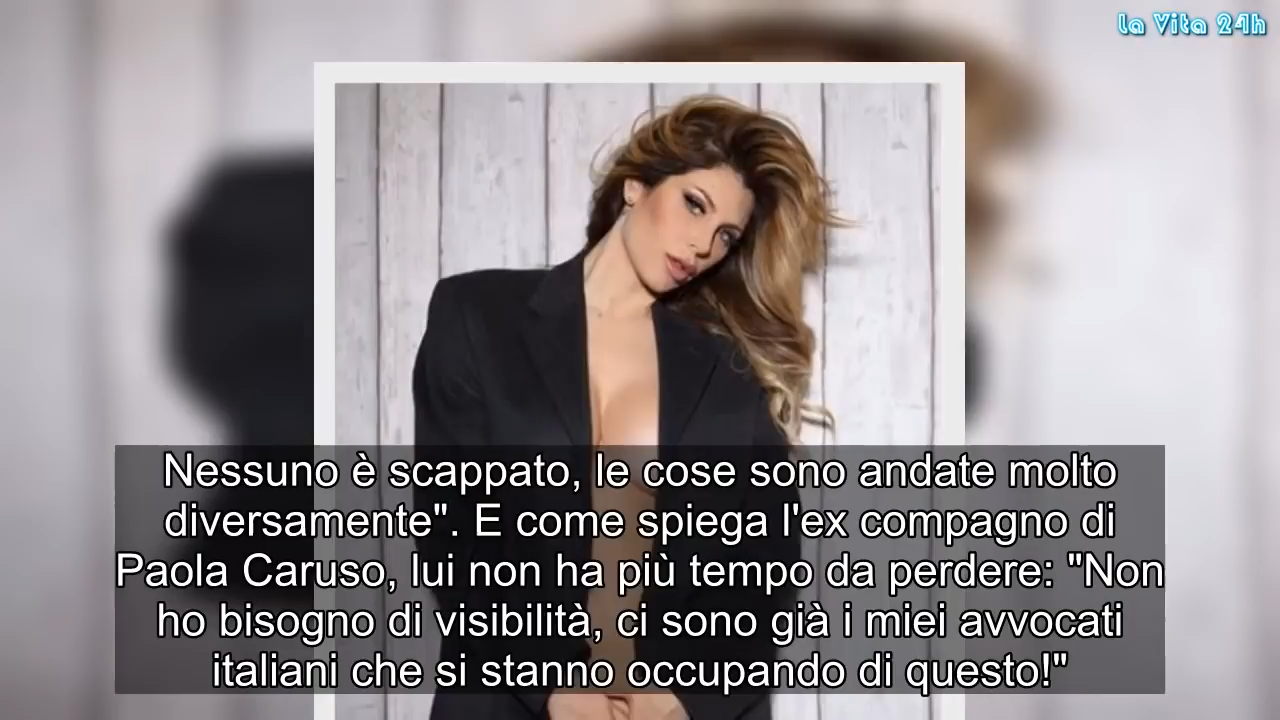 La Vita 24h
Nessuno è scappato, le cose sono andate molto
diversamente". E come spiega l'ex compagno di
Paola Caruso, lui non ha più tempo da perdere: "Non
ho bisogno di visibilità, ci sono già i miei avvocati
italiani che si stanno occupando di questo!"